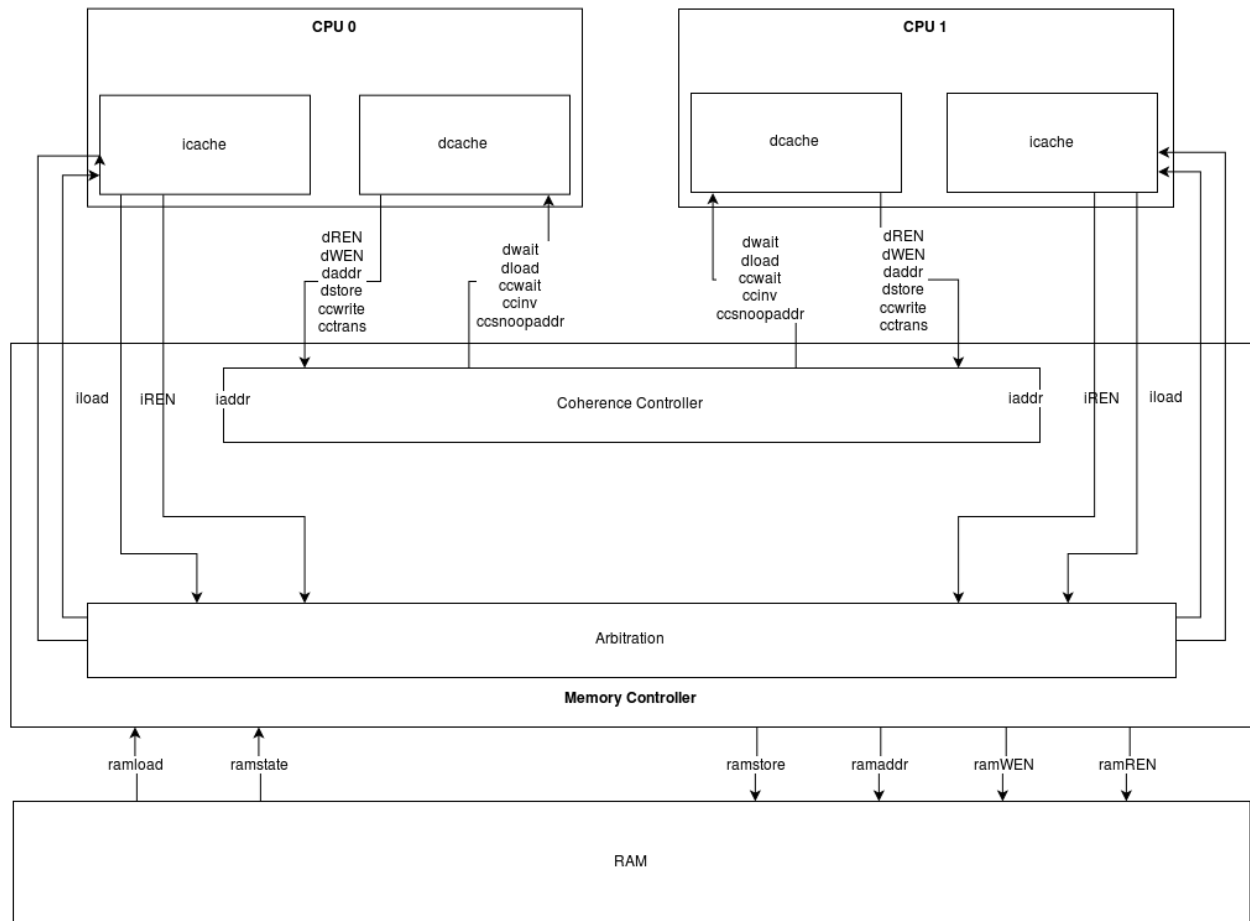 CPU 0
CPU 1
icache
dcache
dcache
icache
dREN
dWEN
daddr
dstore
ccwrite
cctrans
dwait
dload
ccwait
ccinv
ccsnoopaddr
dwait
dload
ccwait
ccinv
ccsnoopaddr
dREN
dWEN
daddr
dstore
ccwrite
cctrans
iload
iREN
iaddr
Coherence Controller
iaddr
iREN
iload
Arbitration
Memory Controller
ramload
ramstate
ramstore
ramaddr
ramWEN
ramREN
RAM